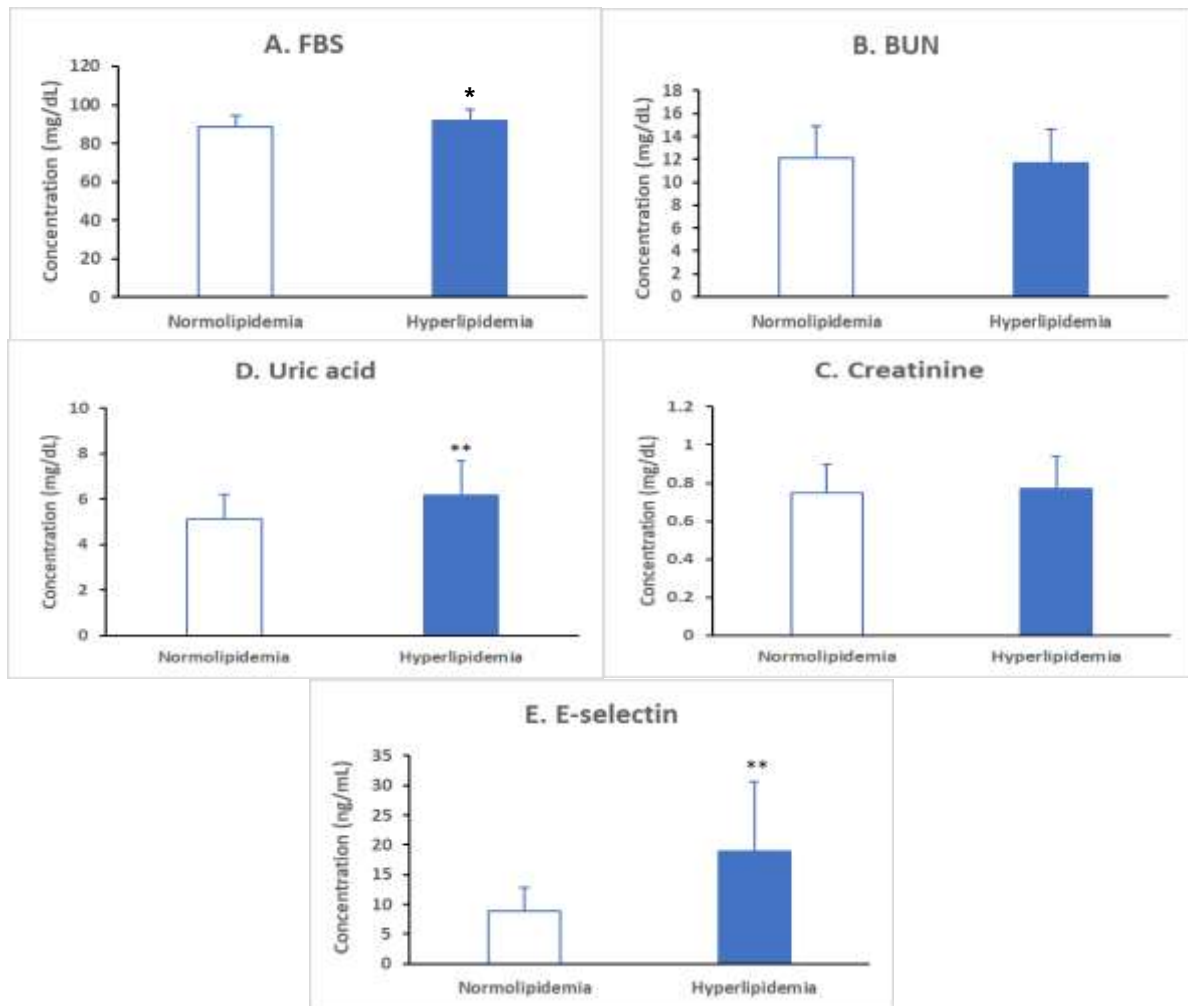 A. FBS
Concentration (mg/dL)
120
100
80
60
40
20
0
*
Normolipidemia Hyperlipidemia
B. BUN
Concentration (mg/dL)
18
16
14
12
10
8
6
4
2
0
Normolipidemia Hyperlipidemia
D. Uric acid
Concentration (mg/dL)
10
8
6
4
2
0
**
Normolipidemia Hyperlipidemia
C. Creatinine
Concentration (mg/dL)
1.2
1
0.8
0.6
0.4
0.2
0
Normolipidemia Hyperlipidemia
E. E-selectin
Concentration (ng/mL)
35
30
25
20
15
10
5
0
**
Normolipidemia Hyperlipidemia